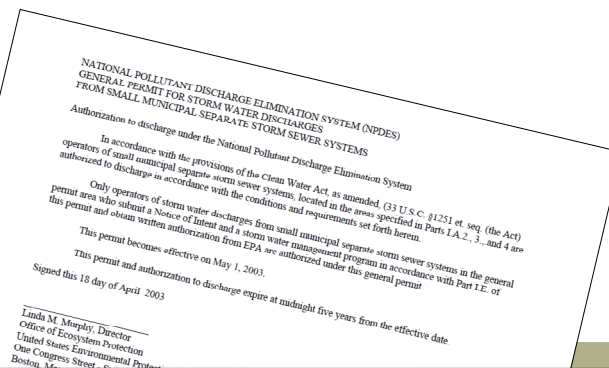 NATIONAL POLLUTANT DISCHARGE ELIMINATION SYSTEM (NPDES)
GENERAL PERMIT FOR STORM WATER DISCHARGES
FROM SMALL MUNICIPAL SEPARATE STORM SEWER SYSTEMS
Authorization to discharge under the National Pollutant Discharge Elimination System
In accordance with the provisions of the Clean Water Act, as amended, (33 U.S.C. §1251 et. seq. (the Act)
operators of small municipal separate storm sewer systems, located in the areas specified in Parts I.A.2., 3., and 4 are
authorized to discharge in accordance with the conditions and requirements set forth herein.
Only operators of storm water discharges from small municipal separate storm sewer systems in the general
permit area who submit a Notice of Intent and a storm water management program in accordance with Part I.E. of
this permit and obtain written authorization from EPA are authorized under this general permit.
This permit becomes effective on May 1, 2003.
This permit and authorization to discharge expire at midnight five years from the effective date.
Signed this 18 day of April 2003
Linda M. Murphy, Director
Office of Ecosystem Protection
United States Environmental
One Congress Street
Boston,